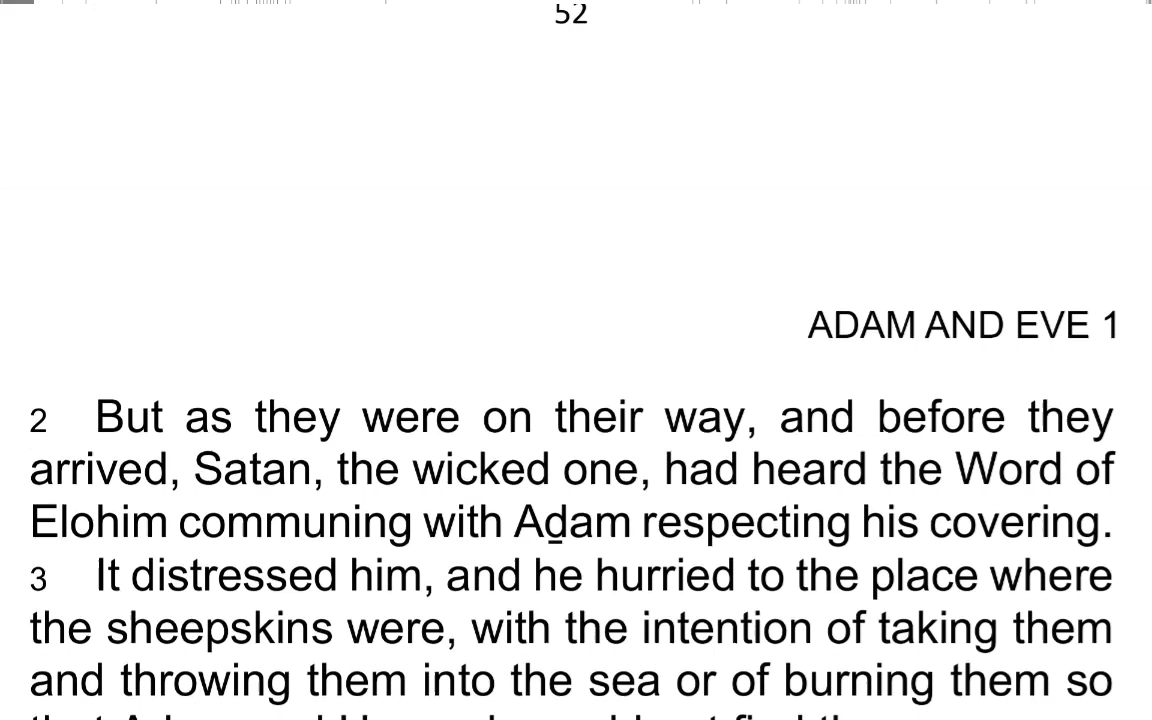 52
ADAM AND EVE 1
2 But as they were on their way, and before they
arrived, Satan, the wicked one, had heard the Word of
Elohim communing with Aḏam respecting his covering.
3 It distressed him, and he hurried to the place where
the sheepskins were, with the intention of taking them
and throwing them into the sea or of burning them so